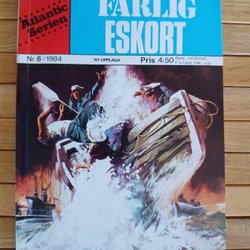 Atlantic
Serien
FARLIG
ESKORT
Nr 6 - 1984
NY UPPLAGA
Pris 4:50